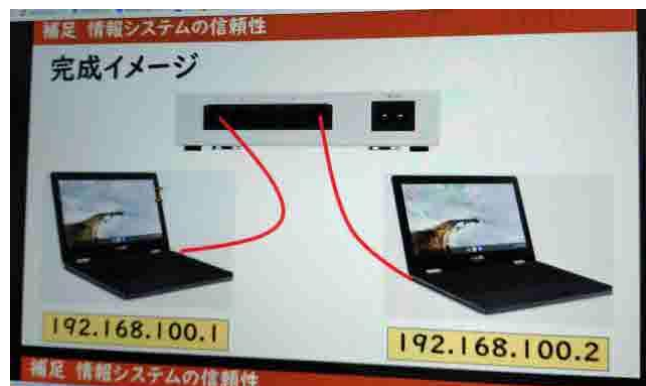 補足 情報システムの信頼性
完成イメージ
192.168.100.1
192.168.100.2
補足 情報システムの信頼性